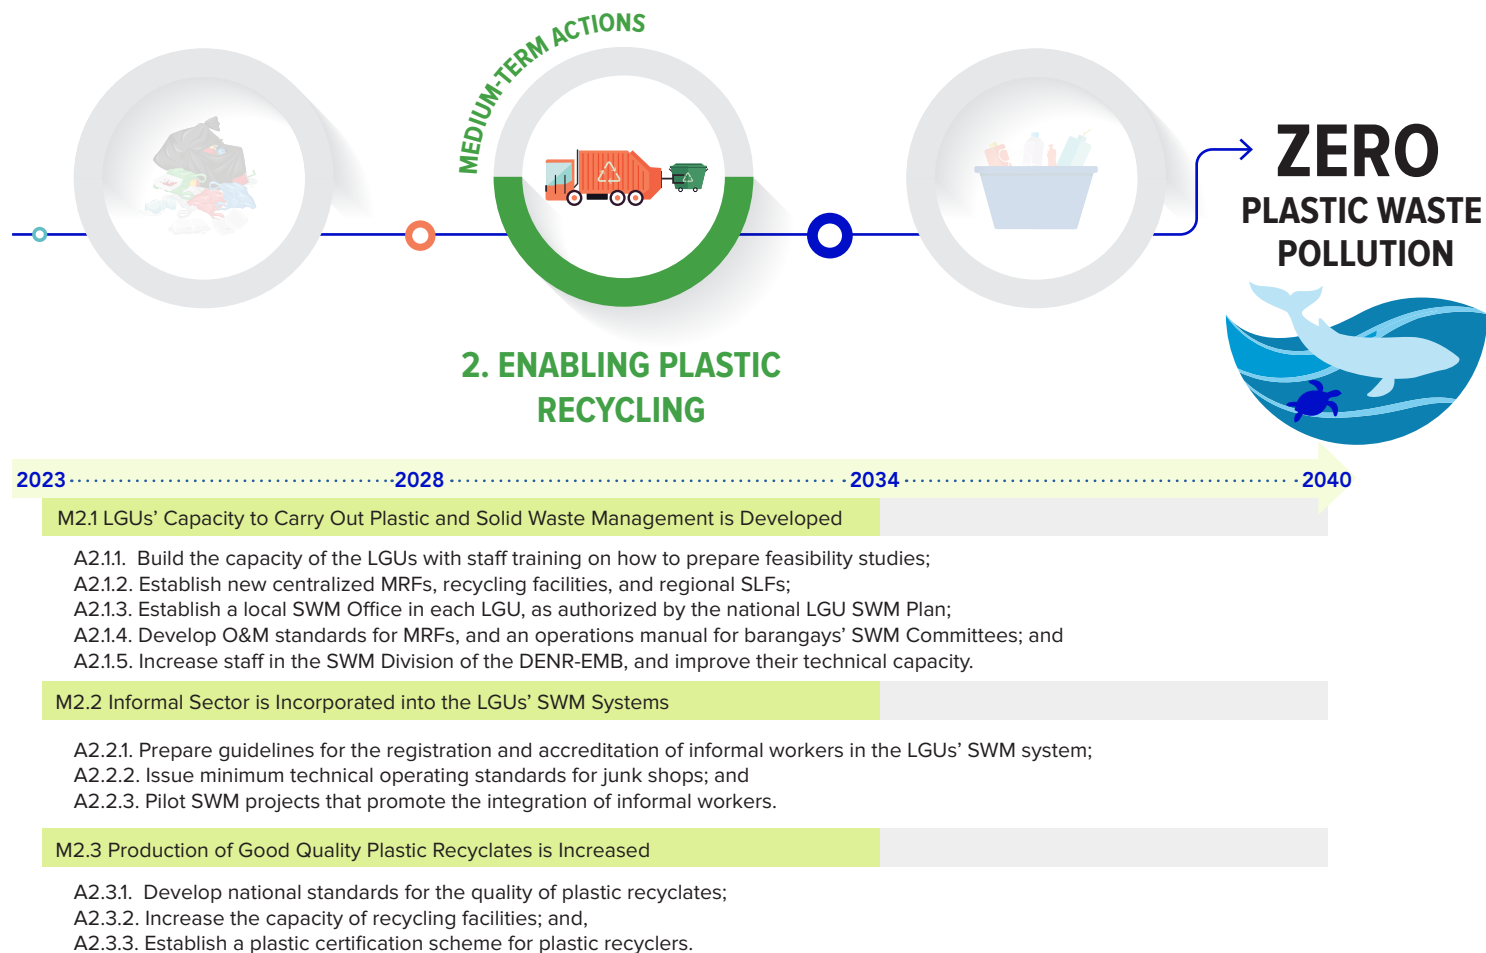 MEDIUM-TERM ACTIONS
ZERO
PLASTIC WASTE
POLLUTION
2. ENABLING PLASTIC
RECYCLING
2023 2028 2034 2040
M2.1 LGUs’ Capacity to Carry Out Plastic and Solid Waste Management is Developed
A2.1.1. Build the capacity of the LGUs with staff training on how to prepare feasibility studies;
A2.1.2. Establish new centralized MRFs, recycling facilities, and regional SLFs;
A2.1.3. Establish a local SWM Office in each LGU, as authorized by the national LGU SWM Plan;
A2.1.4. Develop O&M standards for MRFs, and an operations manual for barangays’ SWM Committees; and
A2.1.5. Increase staff in the SWM Division of the DENR-EMB, and improve their technical capacity.
M2.2 Informal Sector is Incorporated into the LGUs’ SWM Systems
A2.2.1. Prepare guidelines for the registration and accreditation of informal workers in the LGUs’ SWM system;
A2.2.2. Issue minimum technical operating standards for junk shops; and
A2.2.3. Pilot SWM projects that promote the integration of informal workers.
M2.3 Production of Good Quality Plastic Recyclates is Increased
A2.3.1. Develop national standards for the quality of plastic recyclates;
A2.3.2. Increase the capacity of recycling facilities; and,
A2.3.3. Establish a plastic certification scheme for plastic recyclers.